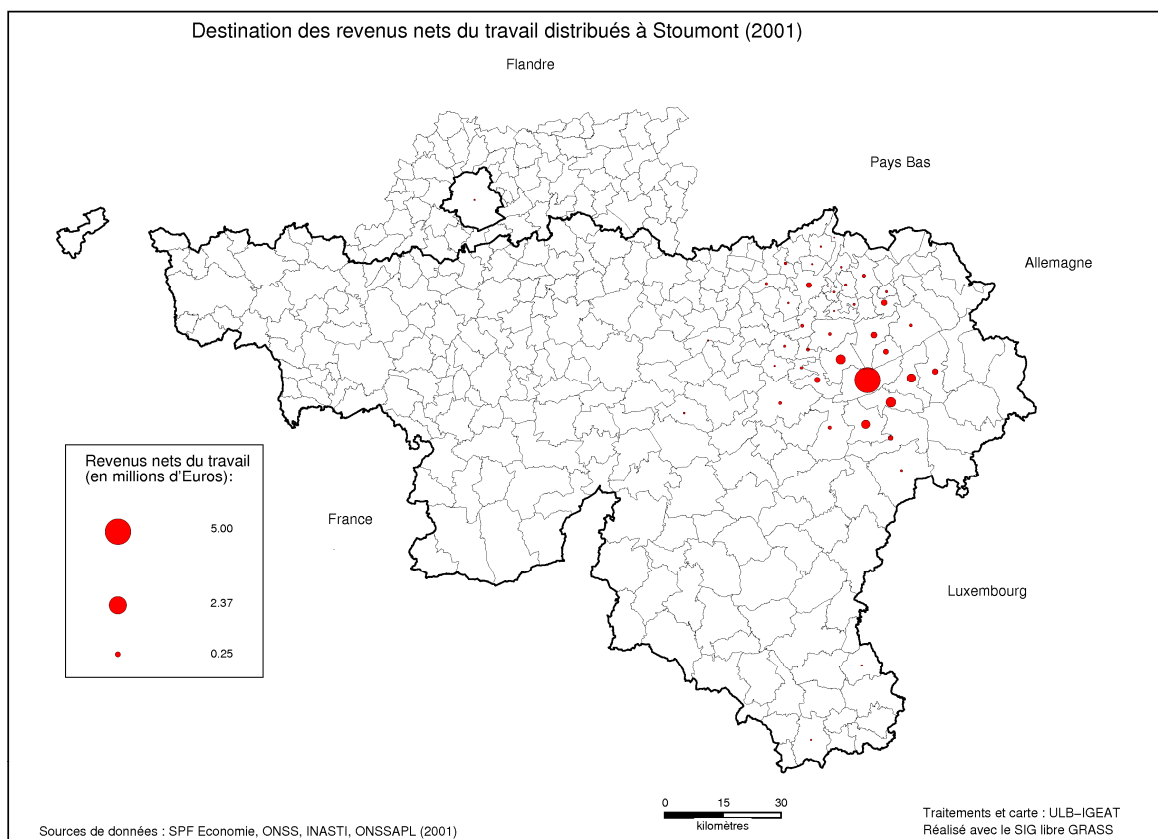 Destination des revenus nets du travail distribués à Stoumont (2001)
Flandre
Pays Bas
Allemagne
Revenus nets du travail
(en millions d'Euros):
5.00
2.37
0.25
France
Luxembourg
0 15 30
kilomètres
Sources de données : SPF Economie, ONSS, INASTI, ONSSAPL (2001)
Traitements et carte : ULB-IGEAT
Réalisé avec le SIG libre GRASS